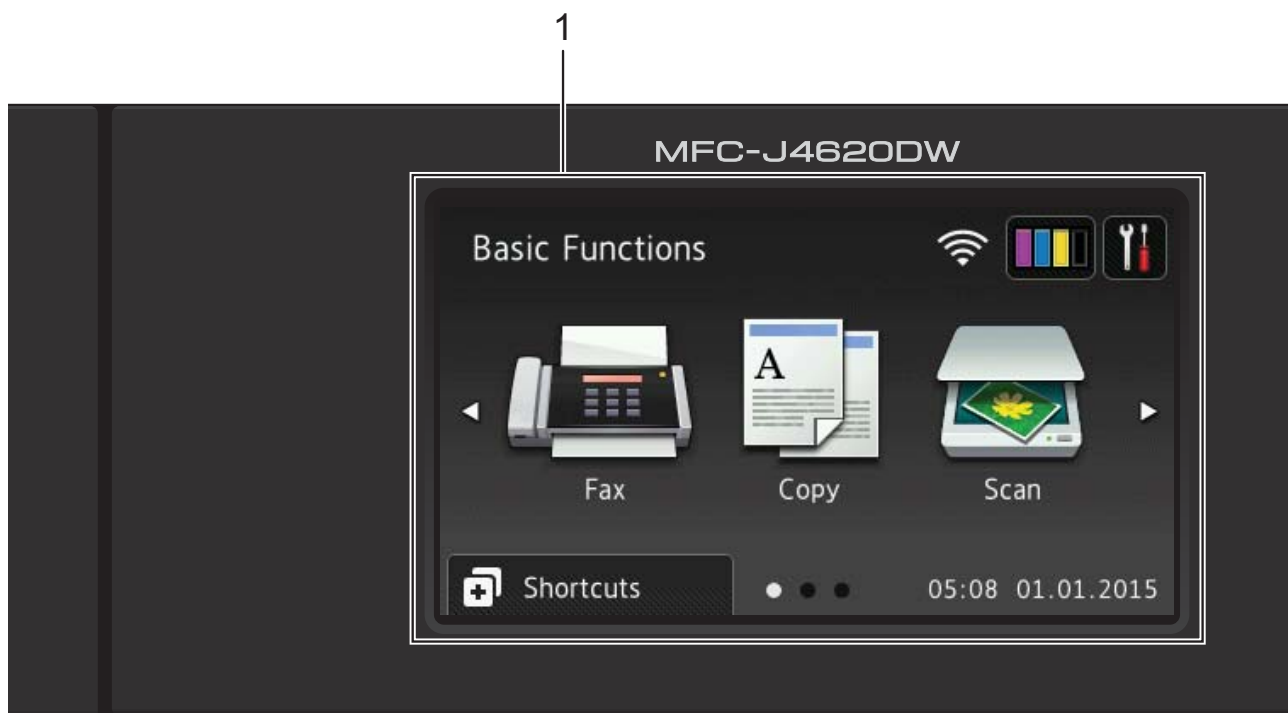 1
MFC-J4620DW
Basic Functions
A
Fax Copy Scan
Shortcuts 05:08 01.01.2015